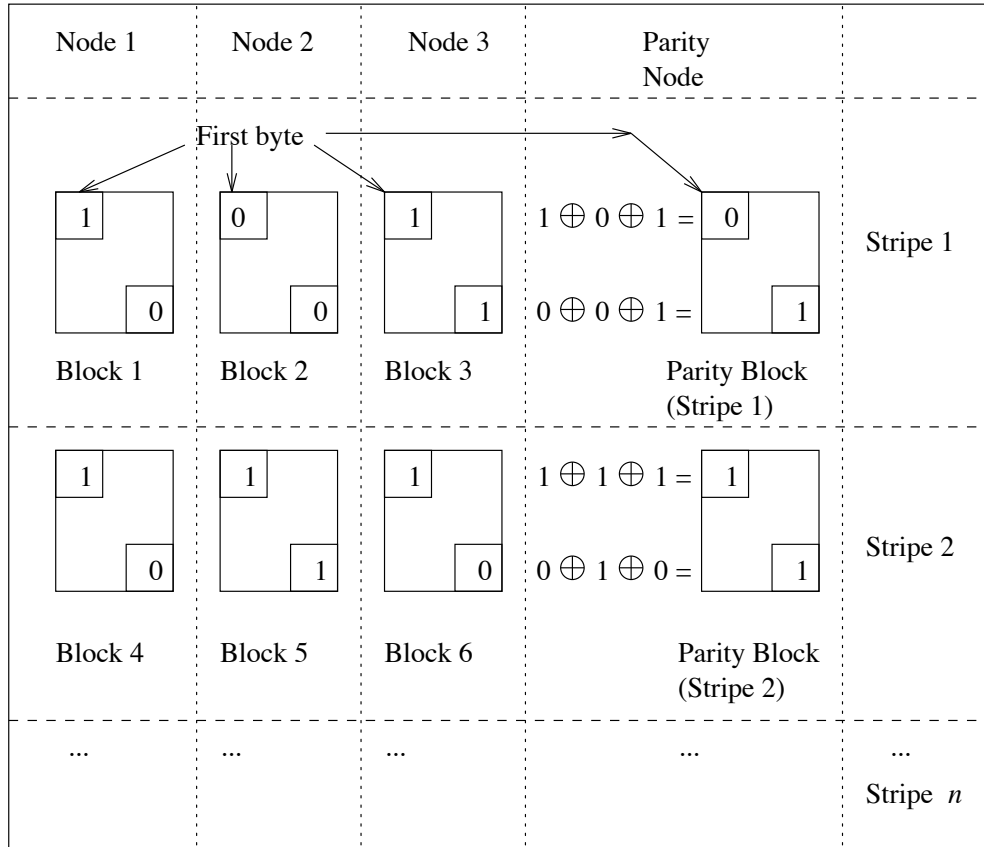 Node 1 Node 2 Node 3 Parity
Node
First byte
1 0 1 1 ⊕ 0 ⊕ 1 = 0
Stripe 1
0 0 1 0 ⊕ 0 ⊕ 1 = 1
Block 1 Block 2 Block 3 Parity Block
(Stripe 1)
1 1 1 1 ⊕ 1 ⊕ 1 = 1
Stripe 2
0 1 0 0 ⊕ 1 ⊕ 0 = 1
Block 4 Block 5 Block 6 Parity Block
(Stripe 2)
... ... ... ... ...
Stripe n